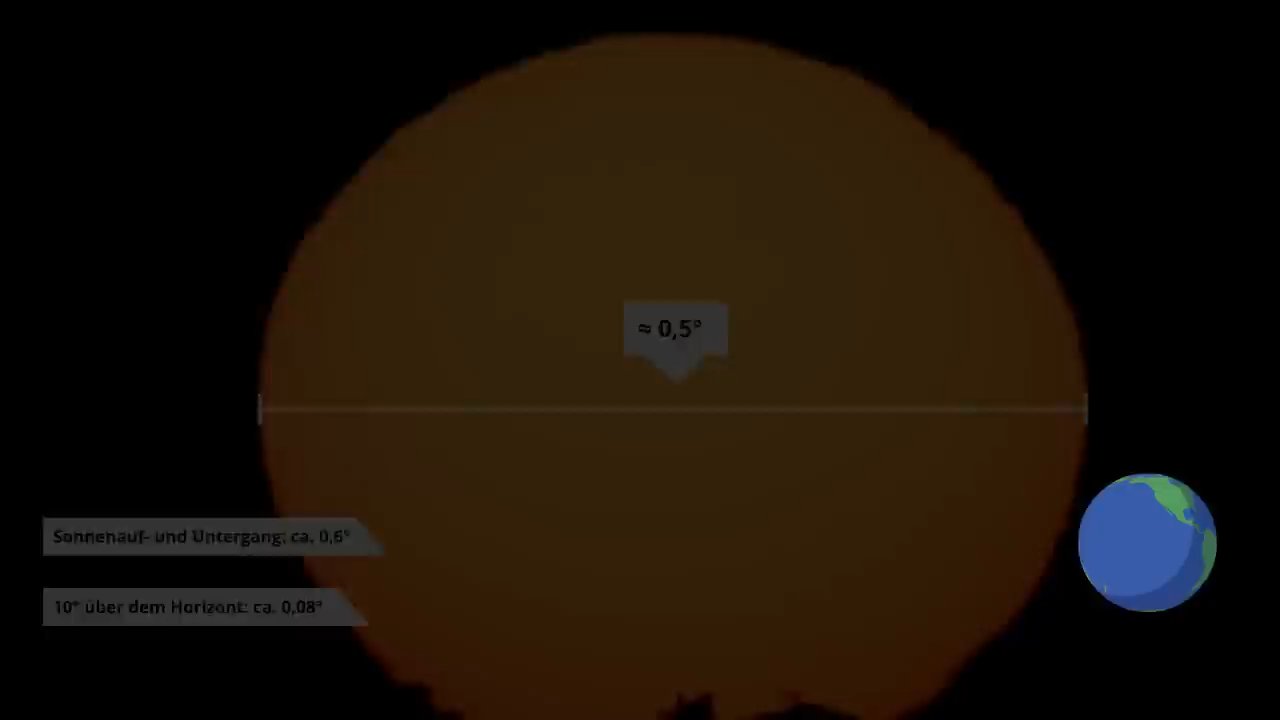 ≈ 0,5°
Sonnenauf- und Untergang: ca. 0,6°
10° über dem Horizont: ca. 0,08°